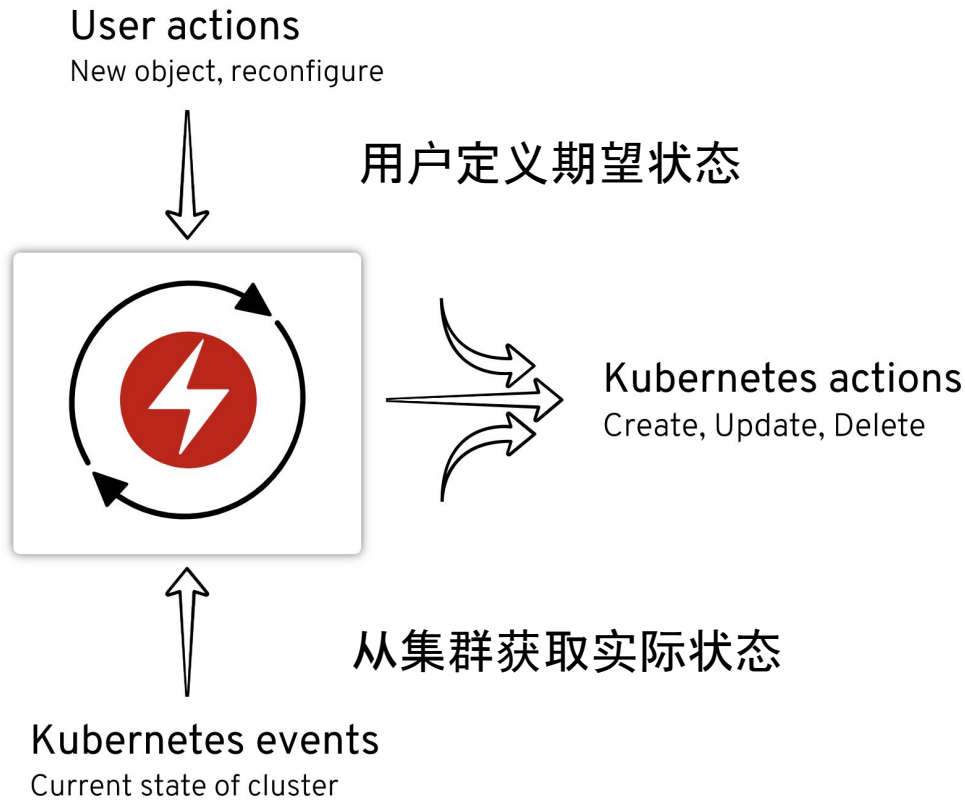 User actions
New object, reconfigure
用户定义期望状态
Kubernetes actions
Create, Update, Delete
从集群获取实际状态
Kubernetes events
Current state of cluster